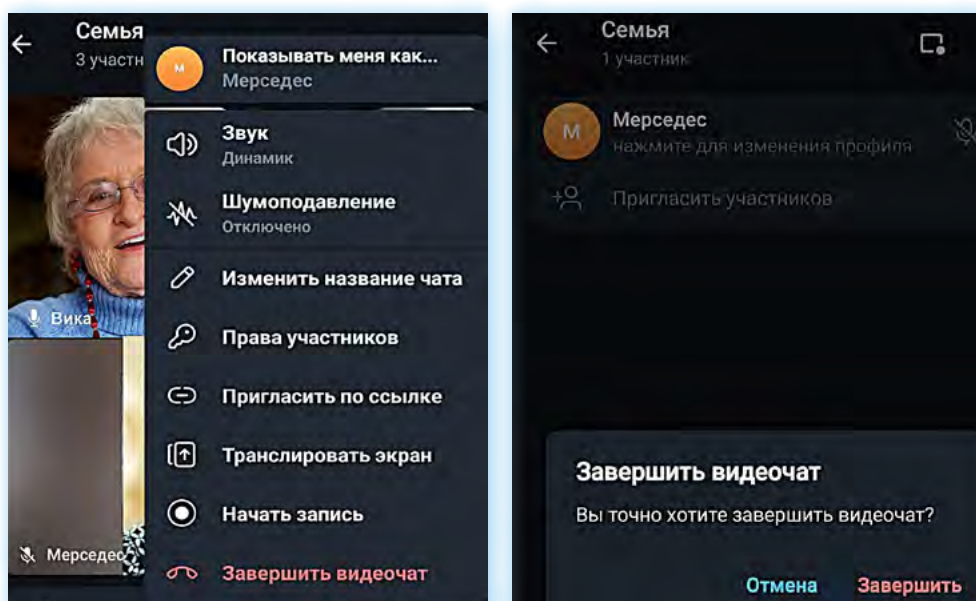 Семья
3 участн
М
Показывать меня как...
Мерседес
Звук
Динамик
Шумоподавление
Отключено
Изменить название чата
Права участников
Пригласить по ссылке
Транслировать экран
Начать запись
Завершить видеочат
Вика
Мерседес
Семья
1 участник
М
Мерседес
нажмите для изменения профиля
Пригласить участников
Завершить видеочат
Вы точно хотите завершить видеочат?
Отмена Завершить